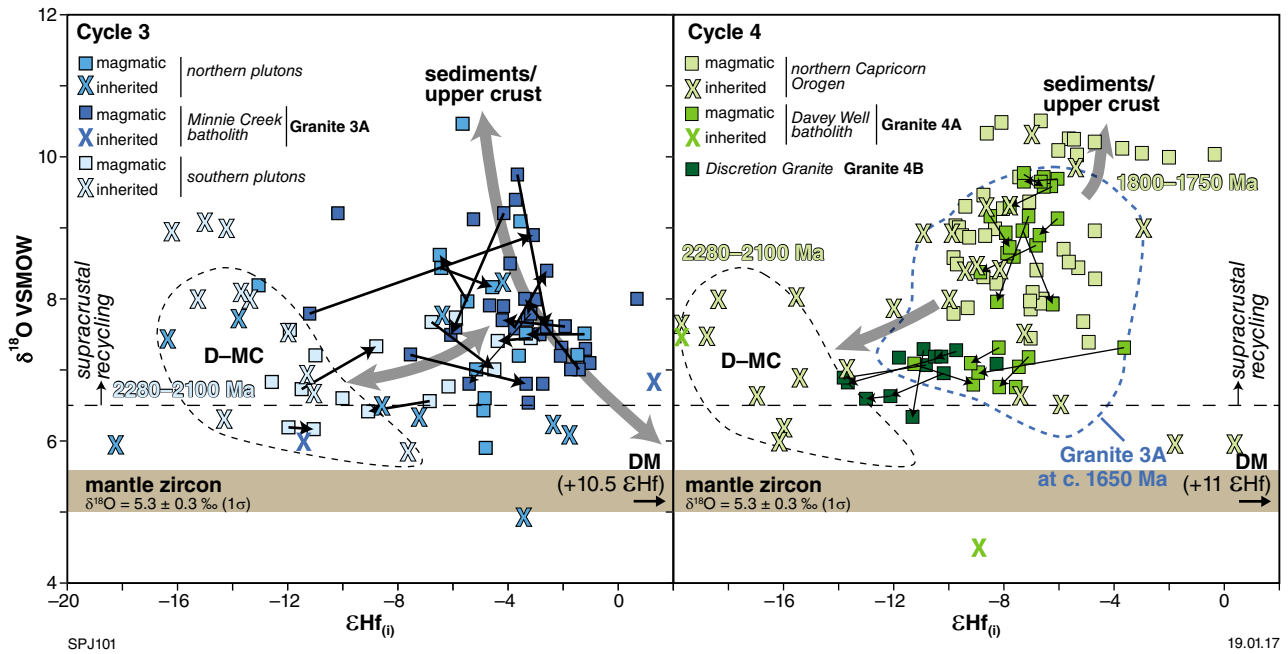 12
10
8
6
4
δ18O VSMOW
Cycle 3
magmatic
inherited
northern plutons
magmatic
inherited
Minnie Creek
batholith
Granite 3A
magmatic
inherited
southern plutons
sediments/
upper crust
supracrustal
recycling
D–MC
2280–2100 Ma
DM
(+10.5 ƐHf)
mantle zircon
δ18O = 5.3 ± 0.3 ‰ (1σ)
–20
–16
–12
–8
–4
0
ƐHf(i)
Cycle 4
magmatic
inherited
northern Capricorn
Orogen
magmatic
inherited
Davey Well
batholith
Granite 4A
Discretion Granite Granite 4B
sediments/
upper crust
1800–1750 Ma
2280–2100 Ma
D–MC
supracrustal
recycling
Granite 3A
at c. 1650 Ma
DM
(+11 ƐHf)
mantle zircon
δ18O = 5.3 ± 0.3 ‰ (1σ)
–16
–12
–8
–4
0
ƐHf(i)
SPJ101
19.01.17